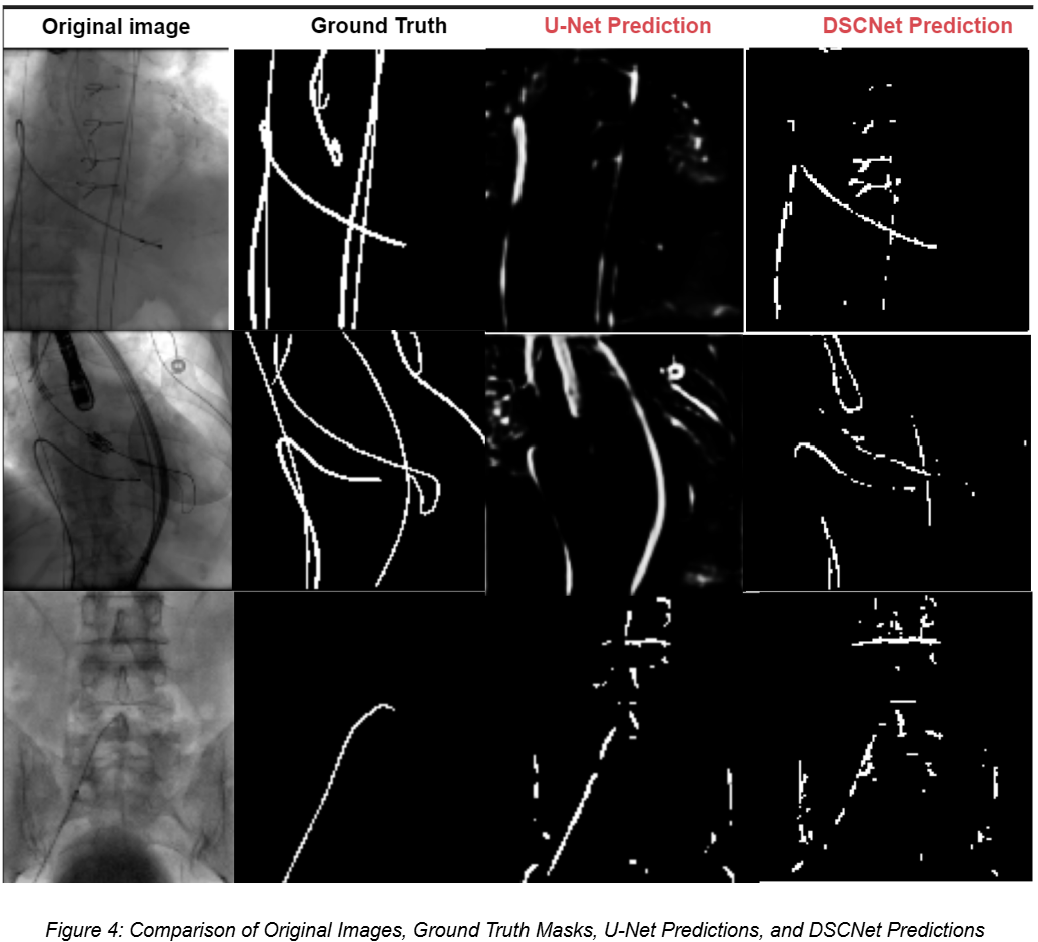 Original image
Ground Truth
U-Net Prediction
DSCNet Prediction
Figure 4: Comparison of Original Images, Ground Truth Masks, U-Net Predictions, and DSCNet Predictions